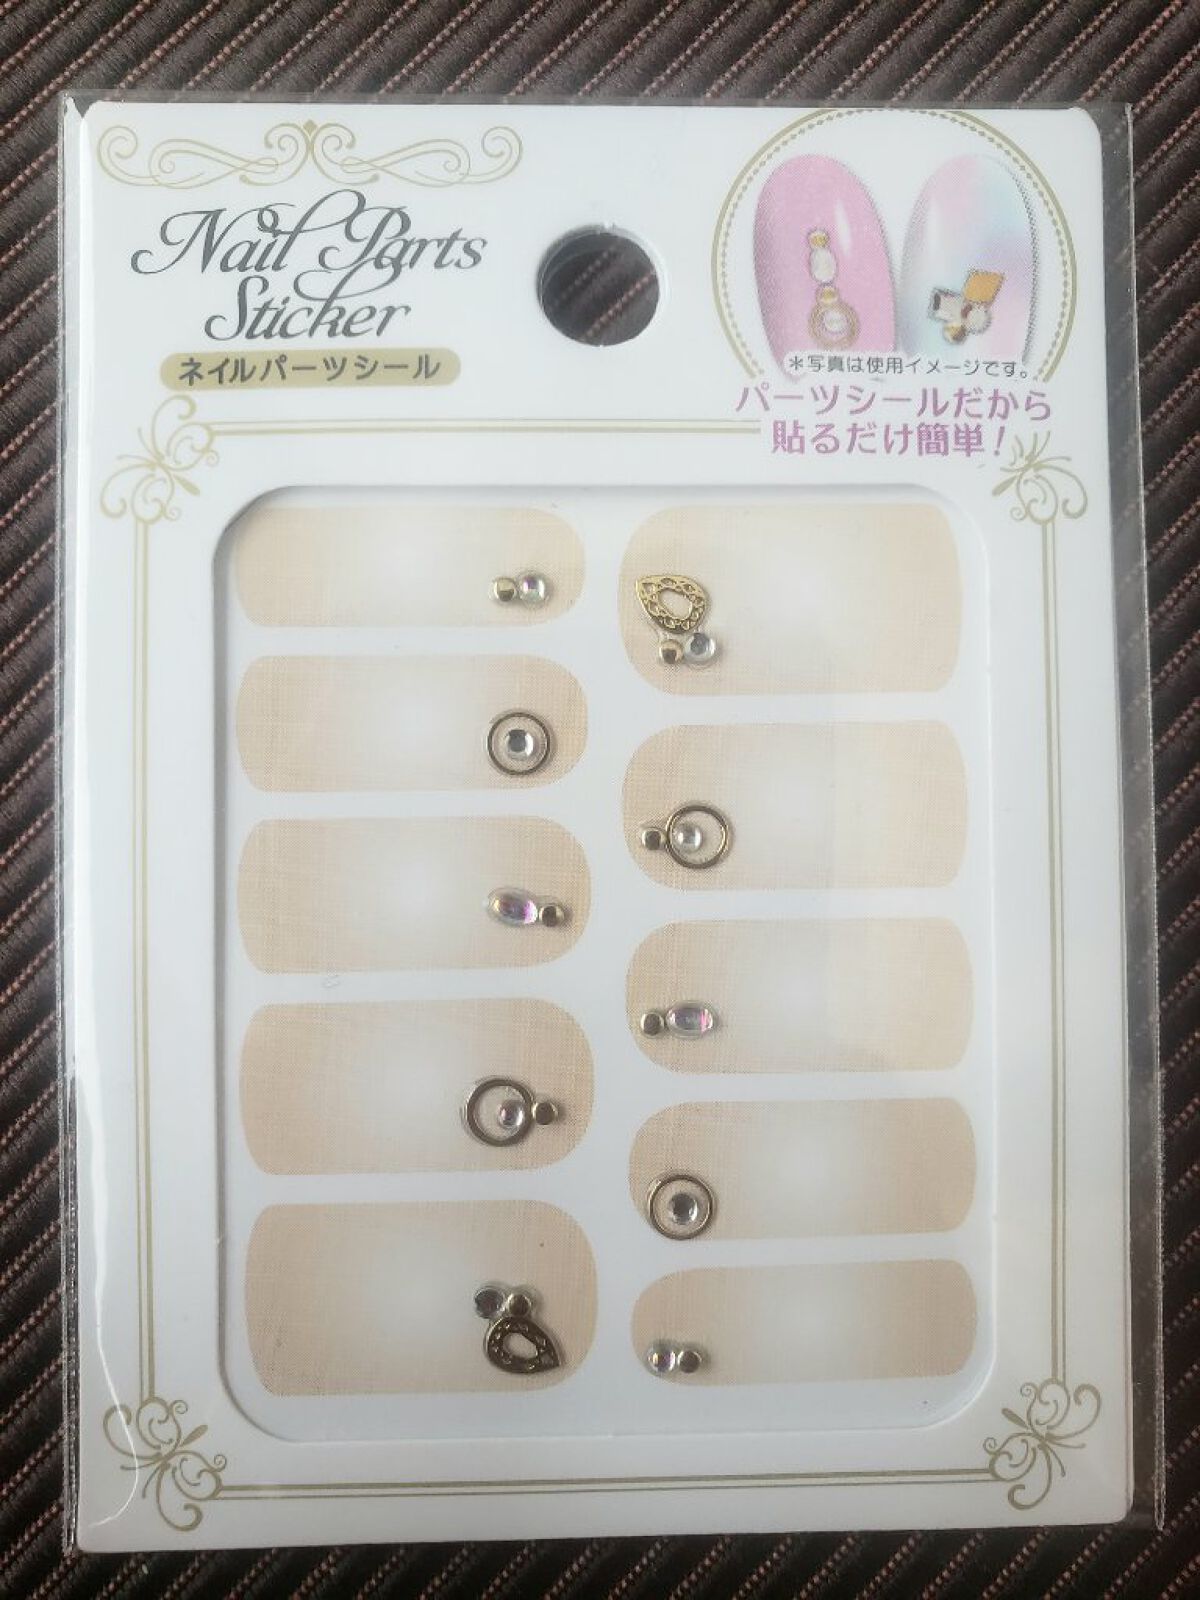 Nail Parts
Sticker
ネイルパーツシール
＊写真は使用イメージです。
パーツシールだから
貼るだけ簡単！